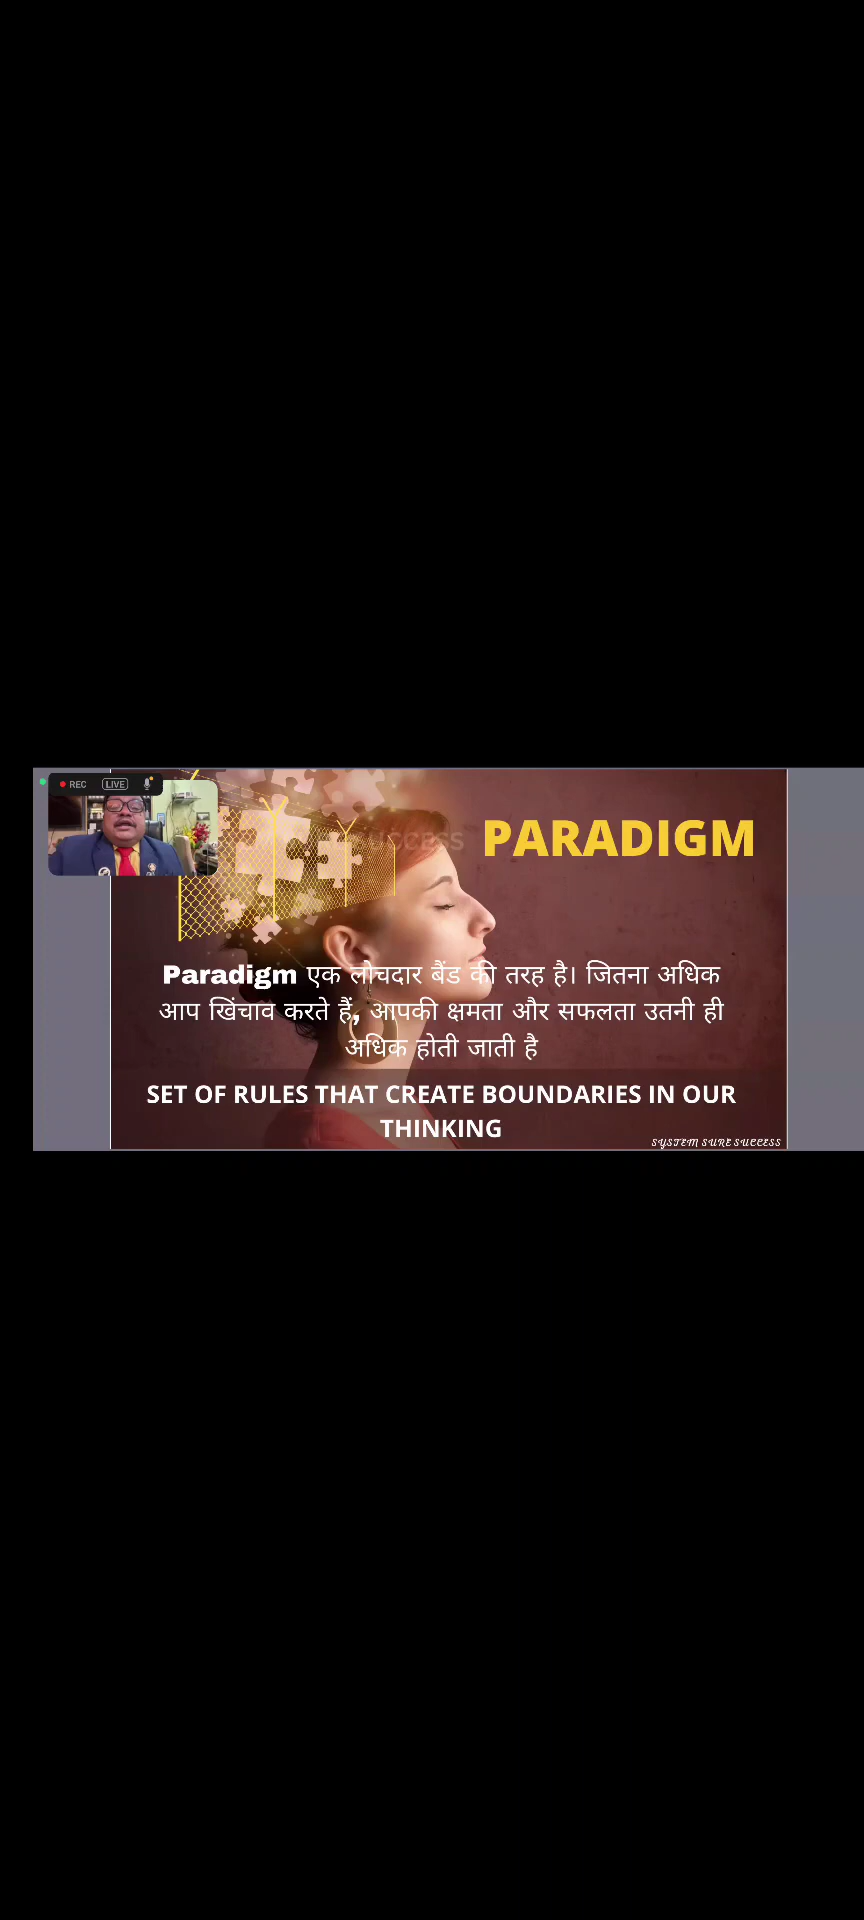 REC LIVE
SUCCESS
PARADIGM
Paradigm एक लोचदार बैंड की तरह है। जितना अधिक
आप खिंचाव करते हैं, आपकी क्षमता और सफलता उतनी ही
अधिक होती जाती है
SET OF RULES THAT CREATE BOUNDARIES IN OUR
THINKING
SYSTEM SURE SUCCESS